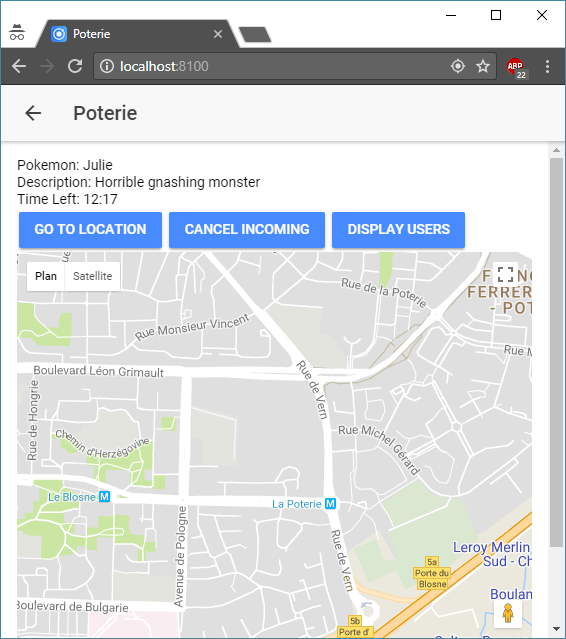 Poterie
localhost:8100
ABP
22
Poterie
Pokemon: Julie
Description: Horrible gnashing monster
Time Left: 12:17
GO TO LOCATION
CANCEL INCOMING
DISPLAY USERS
Plan
Satellite
Rue de la Poterie
FERRER
- POT
Rue Monsieur Vincent
Boulevard Léon Grimault
Rue de Vern
Rue de Hongrie
Chemin d'Herzégovine
Rue Michel Gérard
Le Blosne M
La Poterie M
Avenue de Pologne
Rue de Vern
Leroy Merlin
Sud - Ch
5a
Porte du
Blosne
Boulan
Boulevard de Bulgarie
5b
Porte d'